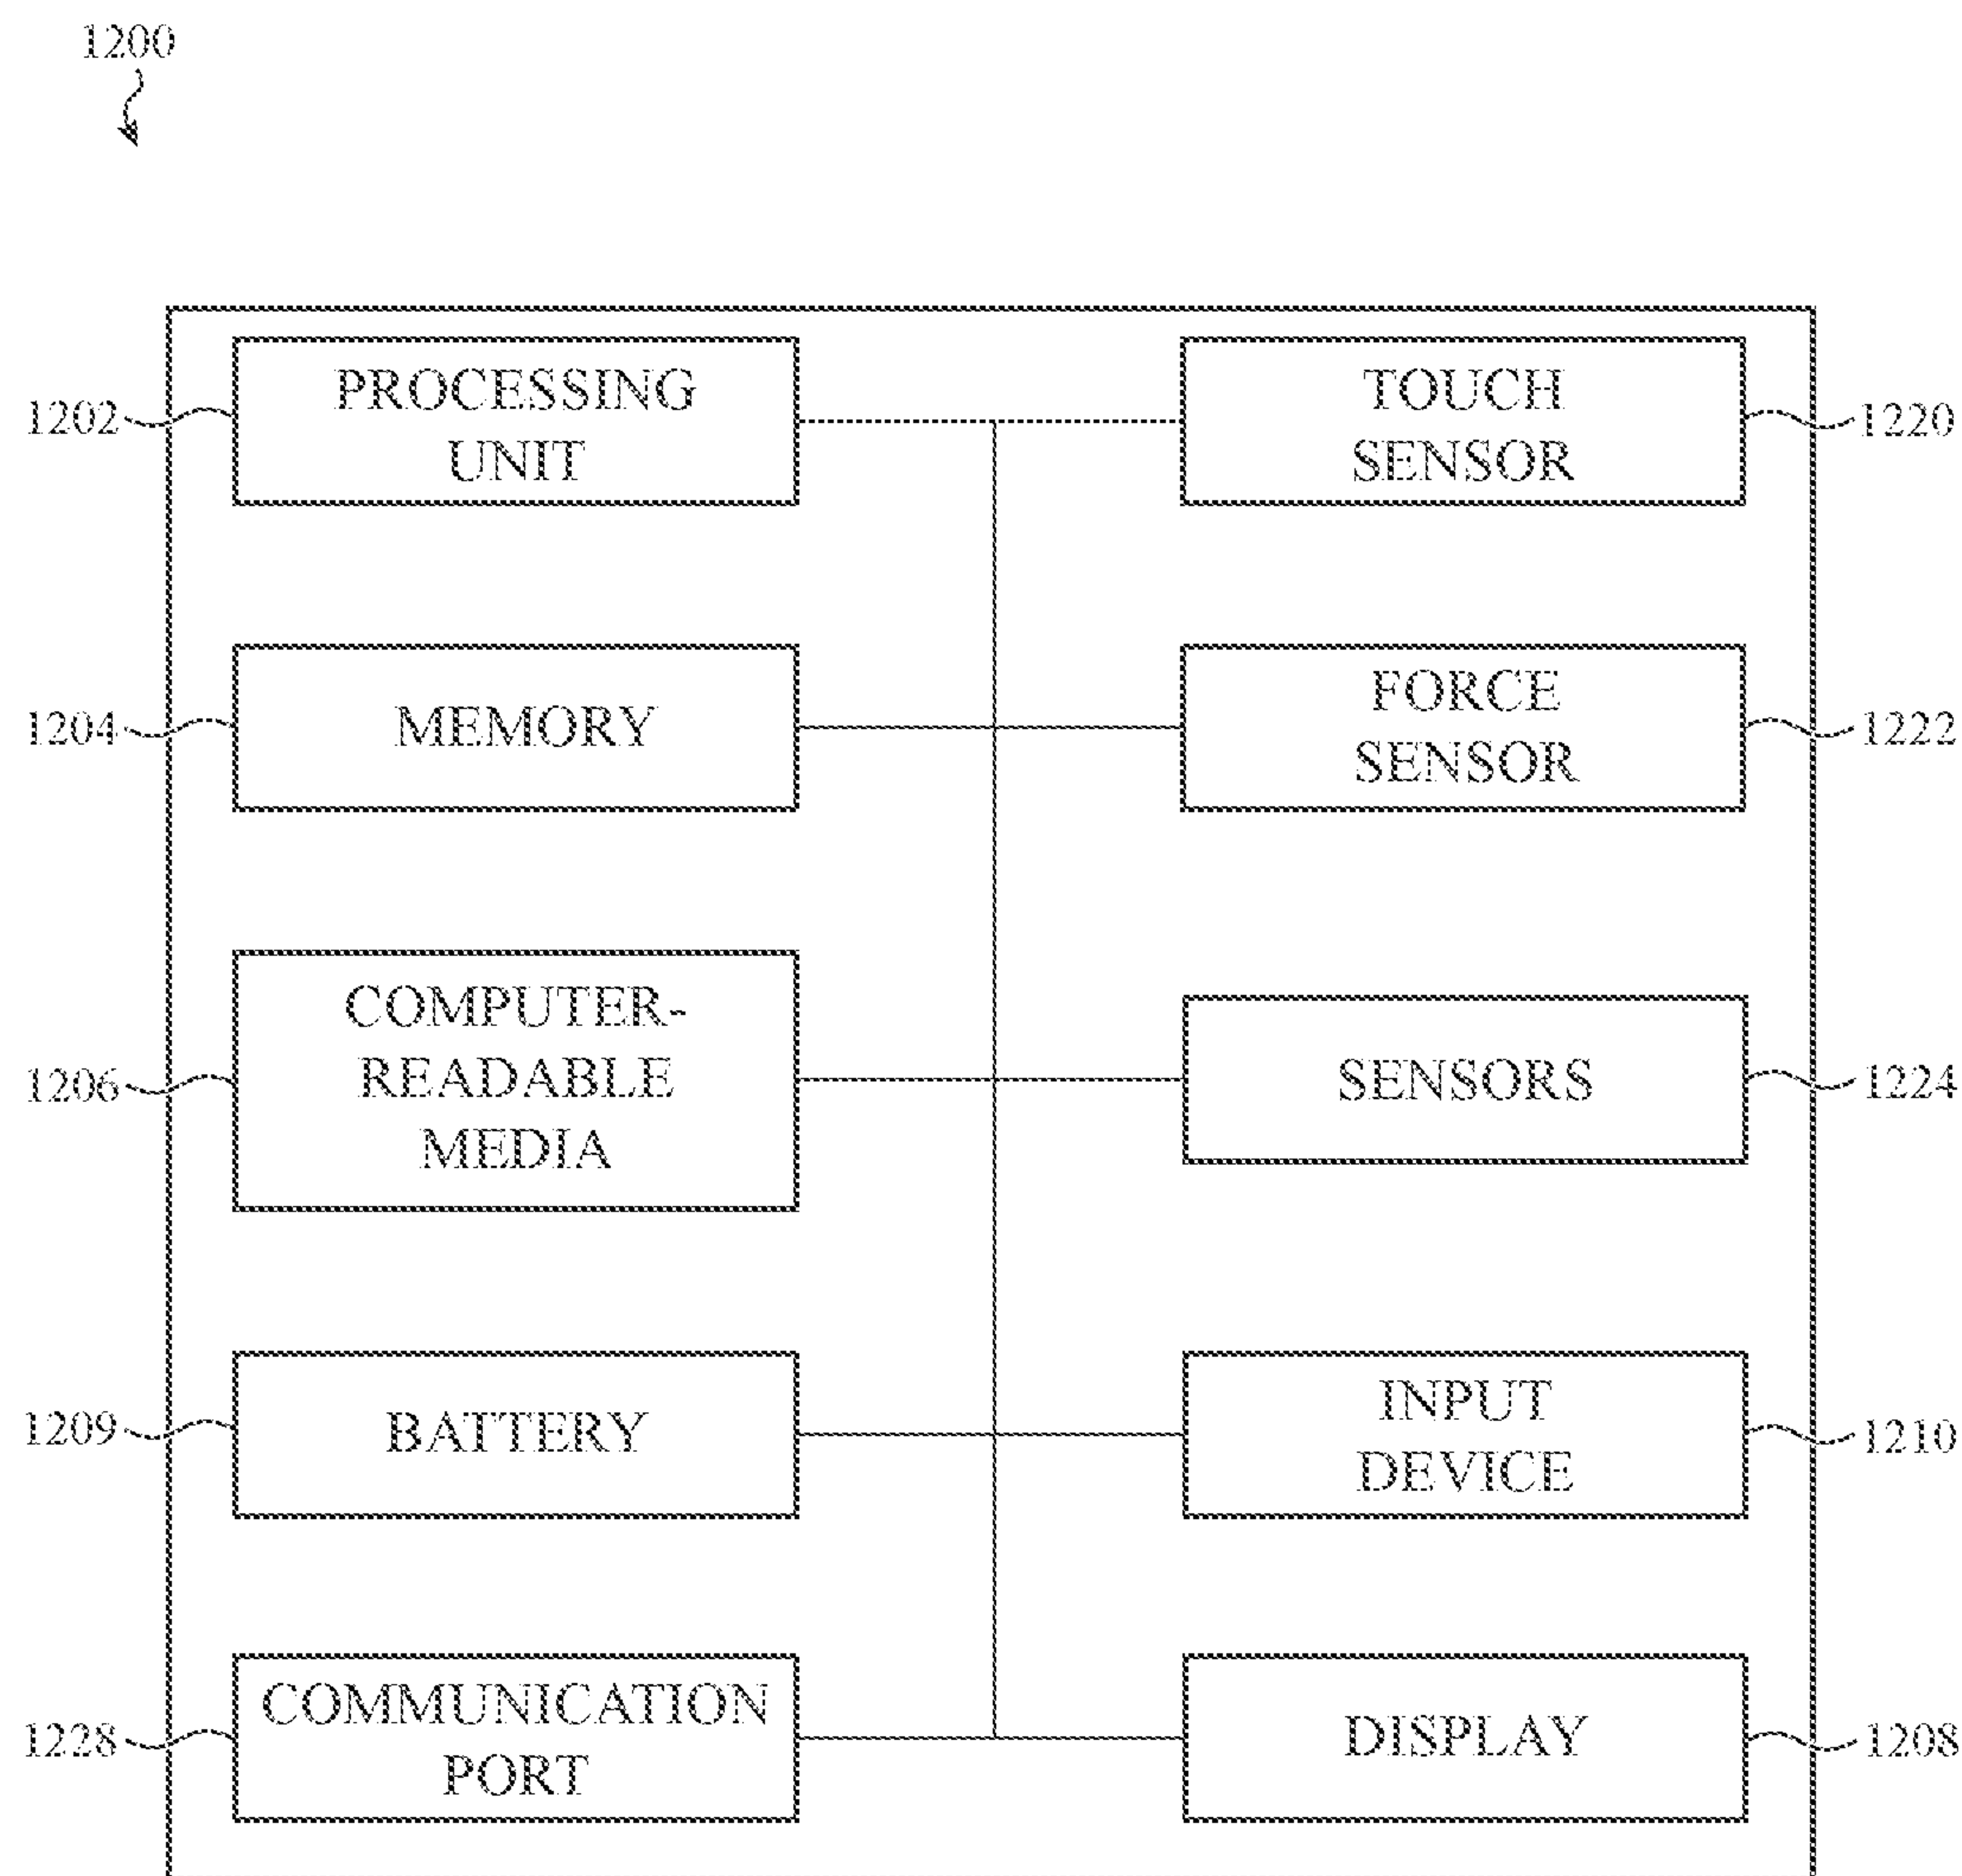 1200
1202
PROCESSING
UNIT
TOUCH
SENSOR
1220
1204
MEMORY
FORCE
SENSOR
1222
1206
COMPUTER-
READABLE
MEDIA
SENSORS
1224
1209
BATTERY
INPUT
DEVICE
1210
1228
COMMUNICATION
PORT
DISPLAY
1208